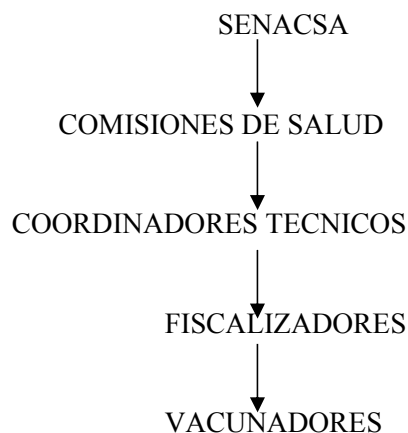 SENACSA
COMISIONES DE SALUD
COORDINADORES TECNICOS
FISCALIZADORES
VACUNADORES